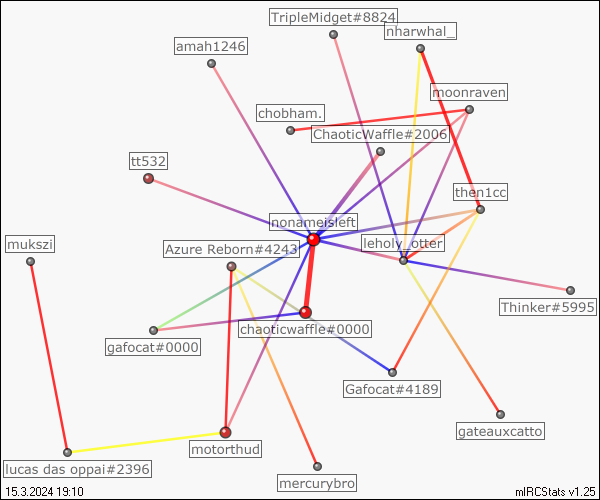 TripleMidget#8824
nharwhal_
amah1246
moonraven
chobham.
ChaoticWaffle#2006
tt532
then1cc
nonameisleft
mukszi
Azure Reborn#4243
leholy_otter
Thinker#5995
chaoticwaffle#0000
gafocat#0000
Gafocat#4189
gateauxcatto
motorthud
lucas das oppai#2396
mercurybro
15.3.2024 19:10
mIRCStats v1.25